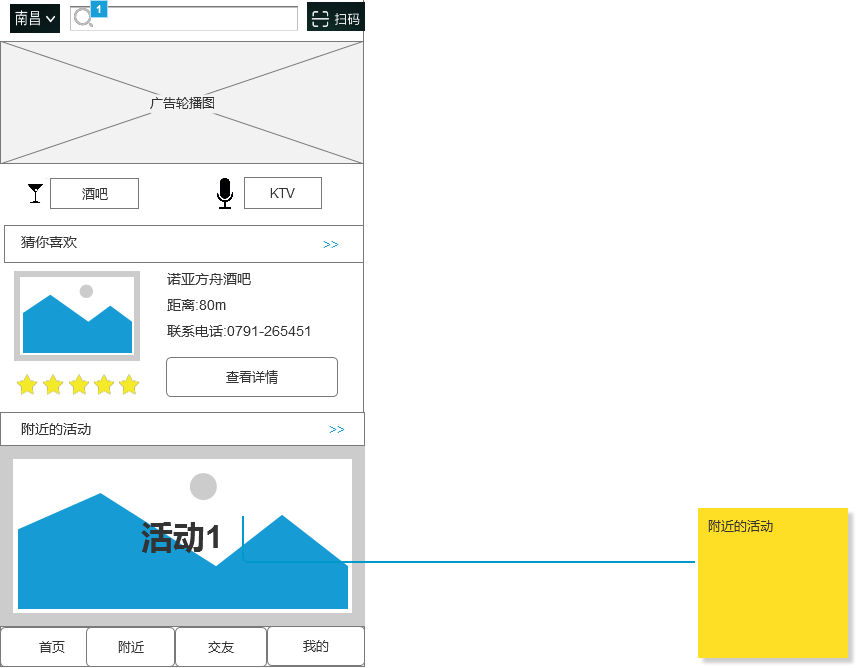 南昌
1
扫码
广告轮播图
酒吧
KTV
猜你喜欢
>>
诺亚方舟酒吧
距离:80m
联系电话:0791-265451
查看详情
附近的活动
>>
活动1
附近的活动
首页
附近
交友
我的